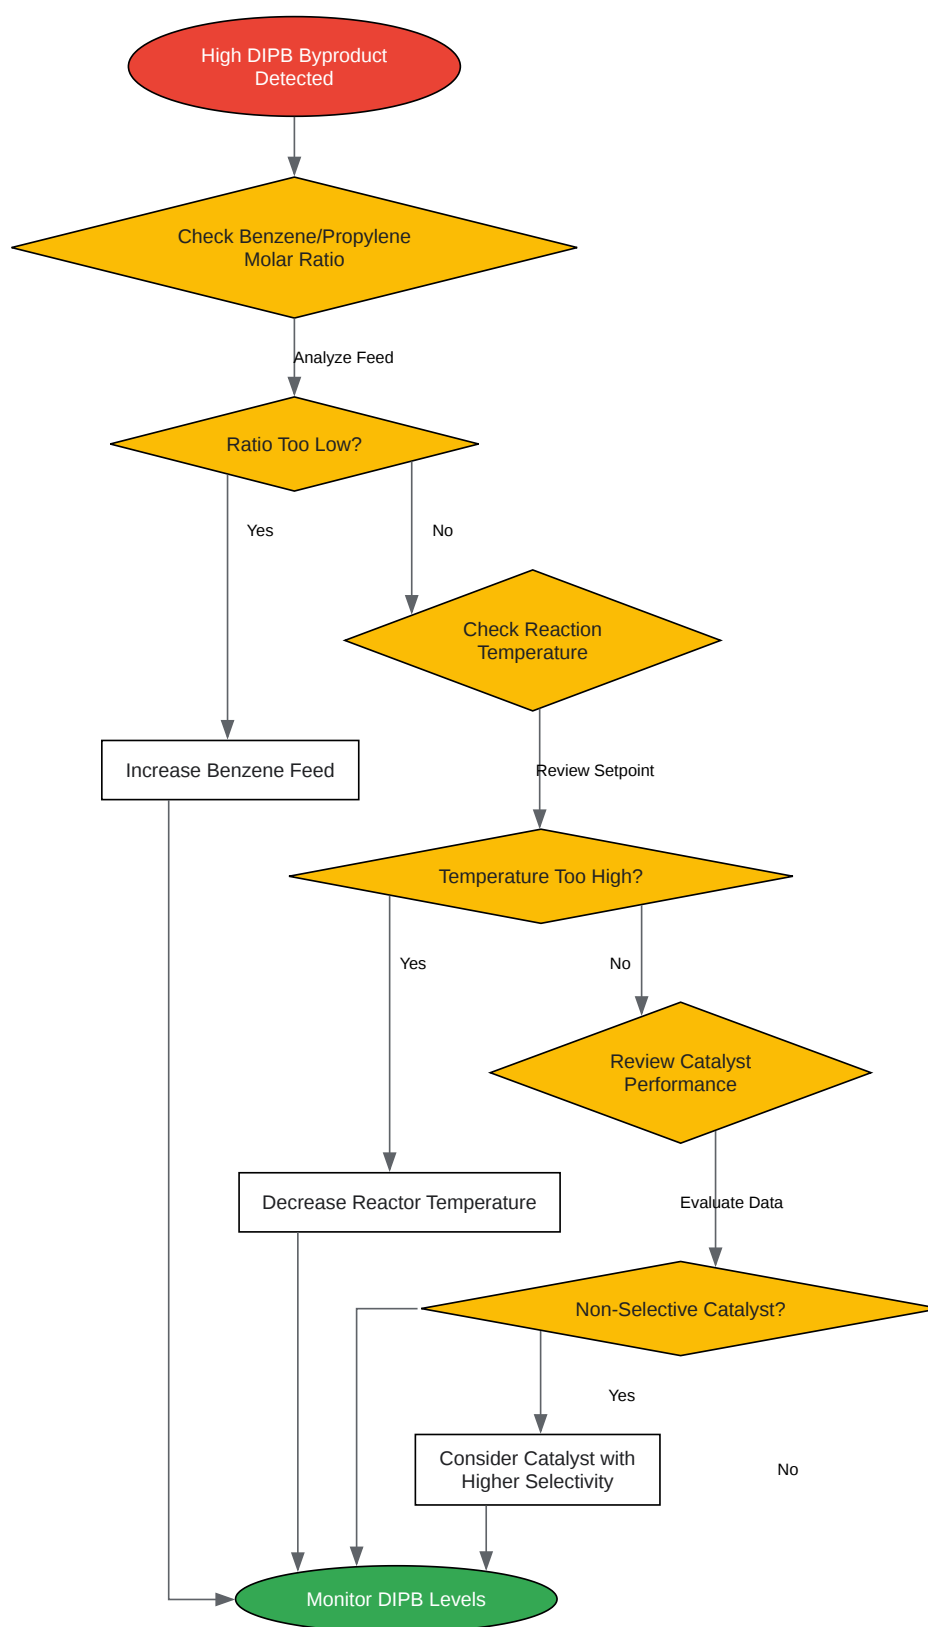 High DIPB Byproduct
Detected
Check Benzene/Propylene
Molar Ratio
Analyze Feed
Ratio Too Low?
Yes
No
Check Reaction
Temperature
Increase Benzene Feed
Review Setpoint
Temperature Too High?
Yes
No
Review Catalyst
Performance
Decrease Reactor Temperature
Evaluate Data
Non-Selective Catalyst?
Yes
Consider Catalyst with
Higher Selectivity
No
Monitor DIPB Levels